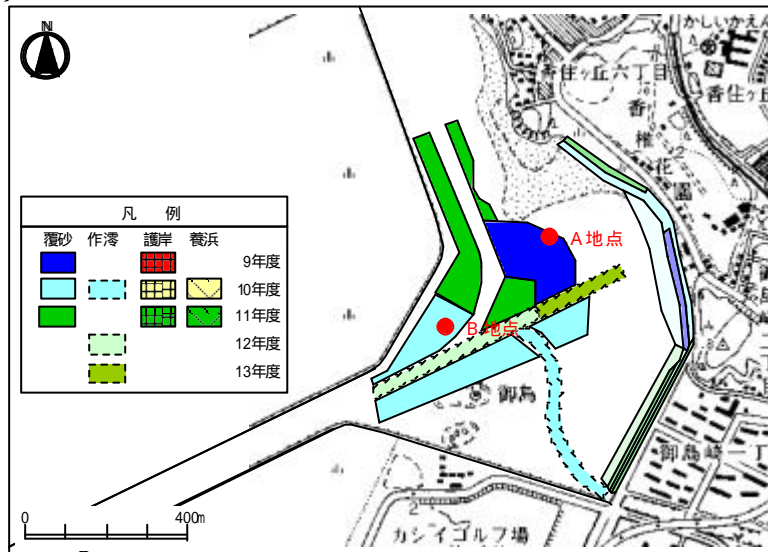 N
かしいかえん
香住ヶ丘六丁目
香住ヶ
香椎花園
凡 例
覆砂 作澪 護岸 養浜
9年度
10年度
11年度
12年度
13年度
A地点
B地点
御島
御島崎一丁
カシイゴルフ場
0 400m